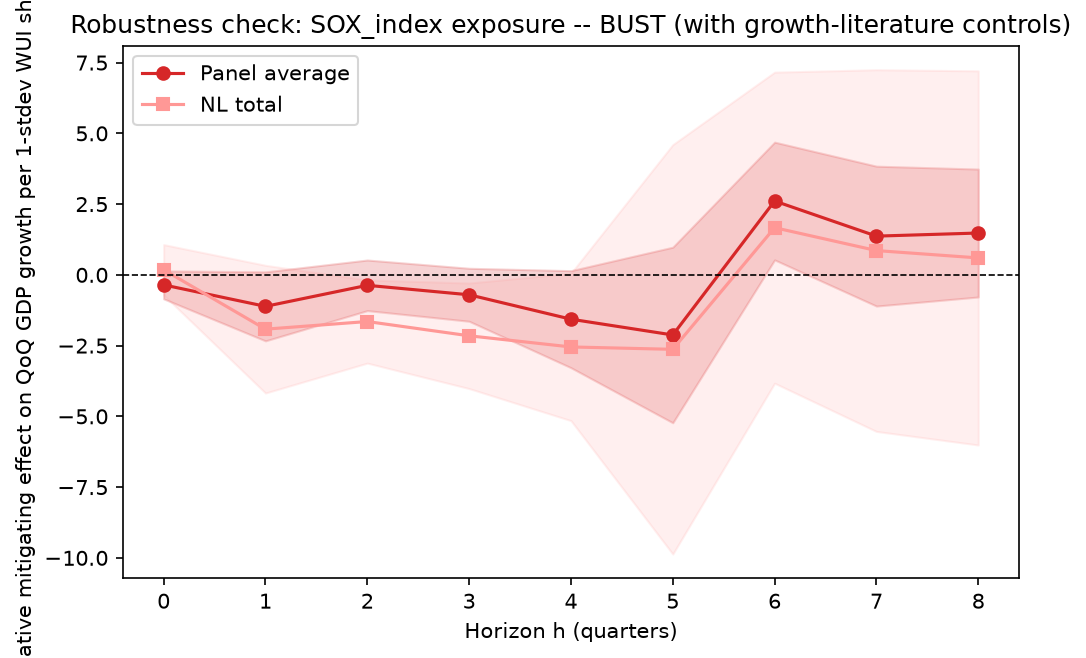 Robustness check: SOX_index exposure -- BUST (with growth-literature controls)
ative mitigating effect on QoQ GDP growth per 1-stdev WUI sh
Panel average
NL total
7.5
5.0
2.5
0.0
−2.5
−5.0
−7.5
−10.0
0 1 2 3 4 5 6 7 8
Horizon h (quarters)